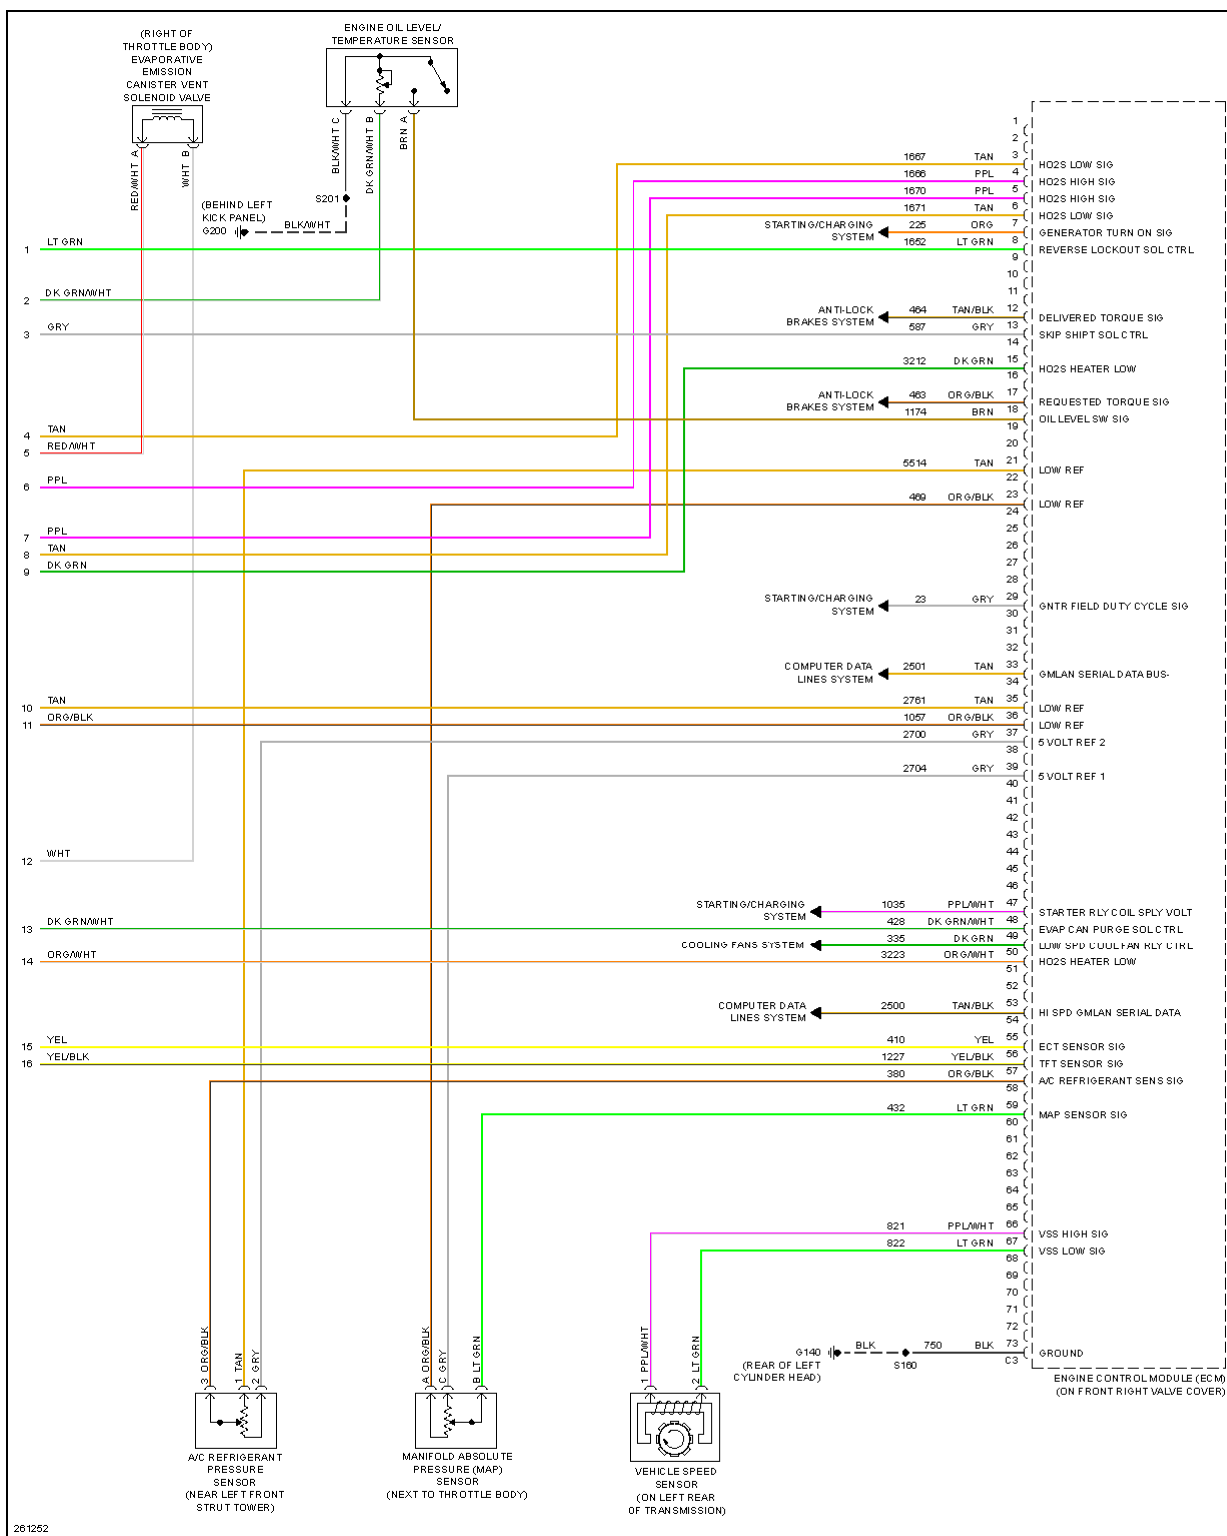 (RIGHT OF
THROTTLE BODY)
EVAPORATIVE
EMISSION
CANISTER VENT
SOLENOID VALVE
RED/WHT A
WHT B
ENGINE OIL LEVEL/
TEMPERATURE SENSOR
BLK/WHT C
DK GRN/WHT B
BRN A
S201
(BEHIND LEFT
KICK PANEL)
G200
BLK/WHT
1 LT GRN
2 DK GRN/WHT
3 GRY
4 TAN
5 RED/WHT
6 PPL
7 PPL
8 TAN
9 DK GRN
10 TAN
11 ORG/BLK
12 WHT
13 DK GRN/WHT
14 ORG/WHT
15 YEL
16 YEL/BLK
1
2
1667 TAN 3 HO2S LOW SIG
1666 PPL 4 HO2S HIGH SIG
1670 PPL 5 HO2S HIGH SIG
1671 TAN 6 HO2S LOW SIG
STARTING/CHARGING
SYSTEM
225 ORG 7 GENERATOR TURN ON SIG
1652 LT GRN 8 REVERSE LOCKOUT SOL CTRL
9
10
11
ANTI-LOCK
BRAKES SYSTEM
464 TAN/BLK 12 DELIVERED TORQUE SIG
587 GRY 13 SKIP SHIPT SOL CTRL
14
3212 DK GRN 15 HO2S HEATER LOW
16
ANTI-LOCK
BRAKES SYSTEM
463 ORG/BLK 17 REQUESTED TORQUE SIG
1174 BRN 18 OIL LEVEL SW SIG
19
20
5514 TAN 21 LOW REF
22
469 ORG/BLK 23 LOW REF
24
25
26
27
28
STARTING/CHARGING
SYSTEM
23 GRY 29 GNTR FIELD DUTY CYCLE SIG
30
31
32
COMPUTER DATA
LINES SYSTEM
2501 TAN 33 GMLAN SERIAL DATA BUS-
34
2761 TAN 35 LOW REF
1057 ORG/BLK 36 LOW REF
2700 GRY 37 5 VOLT REF 2
38
2704 GRY 39 5 VOLT REF 1
40
41
42
43
44
45
46
STARTING/CHARGING
SYSTEM
1035 PPL/WHT 47 STARTER RLY COIL SPLY VOLT
428 DK GRN/WHT 48 EVAP CAN PURGE SOL CTRL
COOLING FANS SYSTEM 335 DK GRN 49 LOW SPD COOL FAN RLY CTRL
3223 ORG/WHT 50 HO2S HEATER LOW
51
52
COMPUTER DATA
LINES SYSTEM
2500 TAN/BLK 53 HI SPD GMLAN SERIAL DATA
54
410 YEL 55 ECT SENSOR SIG
1227 YEL/BLK 56 TFT SENSOR SIG
380 ORG/BLK 57 A/C REFRIGERANT SENS SIG
58
432 LT GRN 59 MAP SENSOR SIG
60
61
62
63
64
65
821 PPL/WHT 66 VSS HIGH SIG
822 LT GRN 67 VSS LOW SIG
68
69
70
71
72
G140 BLK S160 750 BLK 73 GROUND
C3
(REAR OF LEFT
CYLINDER HEAD)
ENGINE CONTROL MODULE (ECM)
(ON FRONT RIGHT VALVE COVER)
3 ORG/BLK
1 TAN
2 GRY
A/C REFRIGERANT
PRESSURE
SENSOR
(NEAR LEFT FRONT
STRUT TOWER)
A ORG/BLK
C GRY
B LT GRN
MANIFOLD ABSOLUTE
PRESSURE (MAP)
SENSOR
(NEXT TO THROTTLE BODY)
1 PPL/WHT
2 LT GRN
VEHICLE SPEED
SENSOR
(ON LEFT REAR
OF TRANSMISSION)
261252